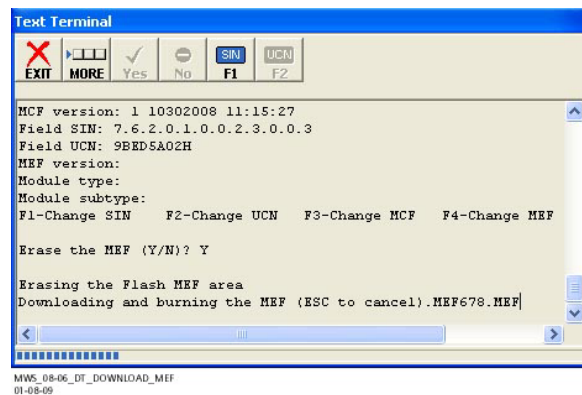 Text Terminal
EXIT MORE Yes No SIN F1 UCN F2
MCF version: 1 10302008 11:15:27
Field SIN: 7.6.2.0.1.0.0.2.3.0.0.3
Field UCN: 9BED5A02H
MEF version:
Module type:
Module subtype:
F1-Change SIN F2-Change UCN F3-Change MCF F4-Change MEF
Erase the MEF (Y/N)? Y
Erasing the Flash MEF area
Downloading and burning the MEF (ESC to cancel).MEF678.MEF
MWS_08-06_DT_DOWNLOAD_MEF
01-08-09